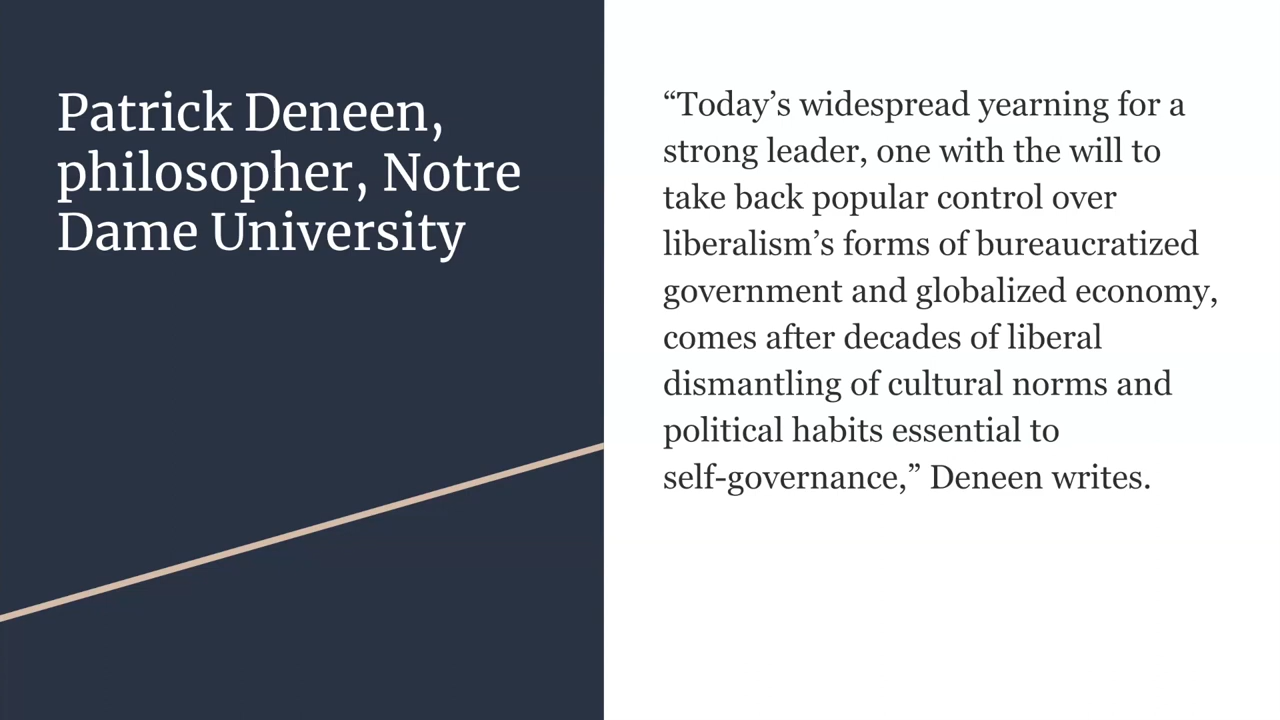 Patrick Deneen,
philosopher, Notre
Dame University
“Today’s widespread yearning for a
strong leader, one with the will to
take back popular control over
liberalism’s forms of bureaucratized
government and globalized economy,
comes after decades of liberal
dismantling of cultural norms and
political habits essential to
self-governance,” Deneen writes.